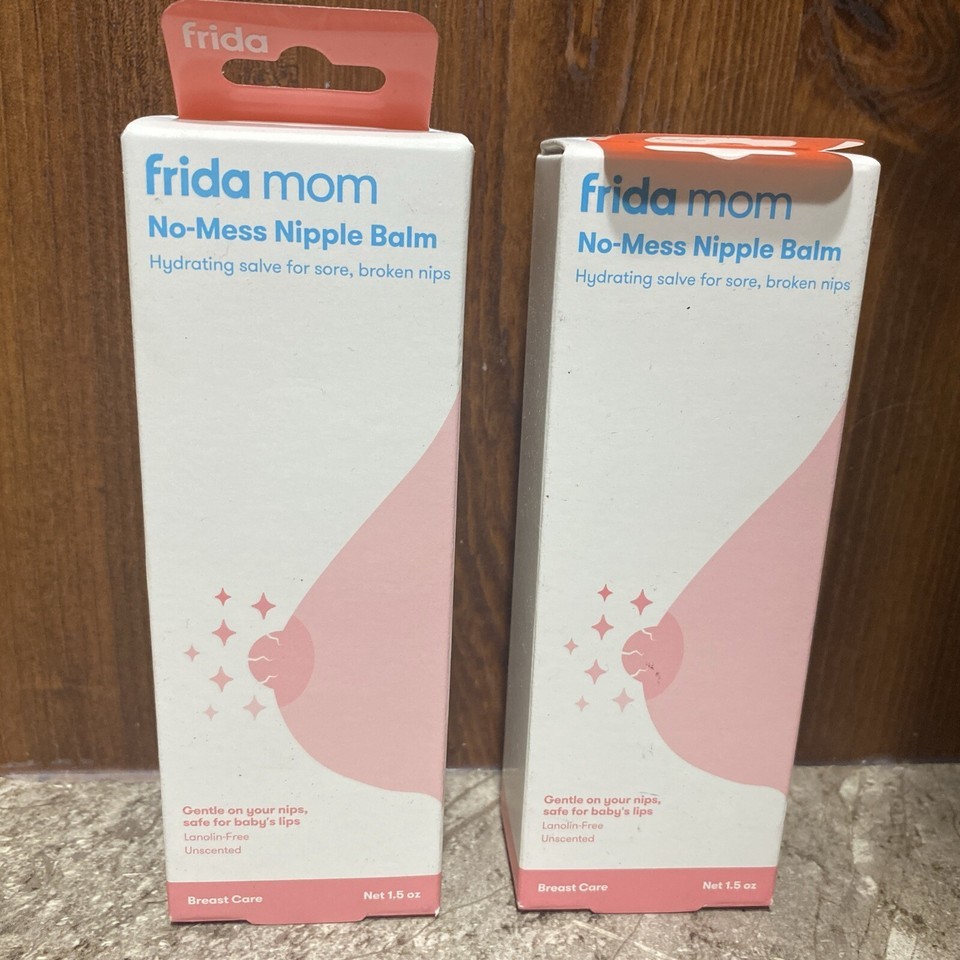 frida
frida mom
No-Mess Nipple Balm
Hydrating salve for sore, broken nips
Gentle on your nips,
safe for baby's lips
Lanolin-Free
Unscented
Breast Care
Net 1.5 oz
frida mom
No-Mess Nipple Balm
Hydrating salve for sore, broken nips
Gentle on your nips,
safe for baby's lips
Lanolin-Free
Unscented
Breast Care
Net 1.5 oz